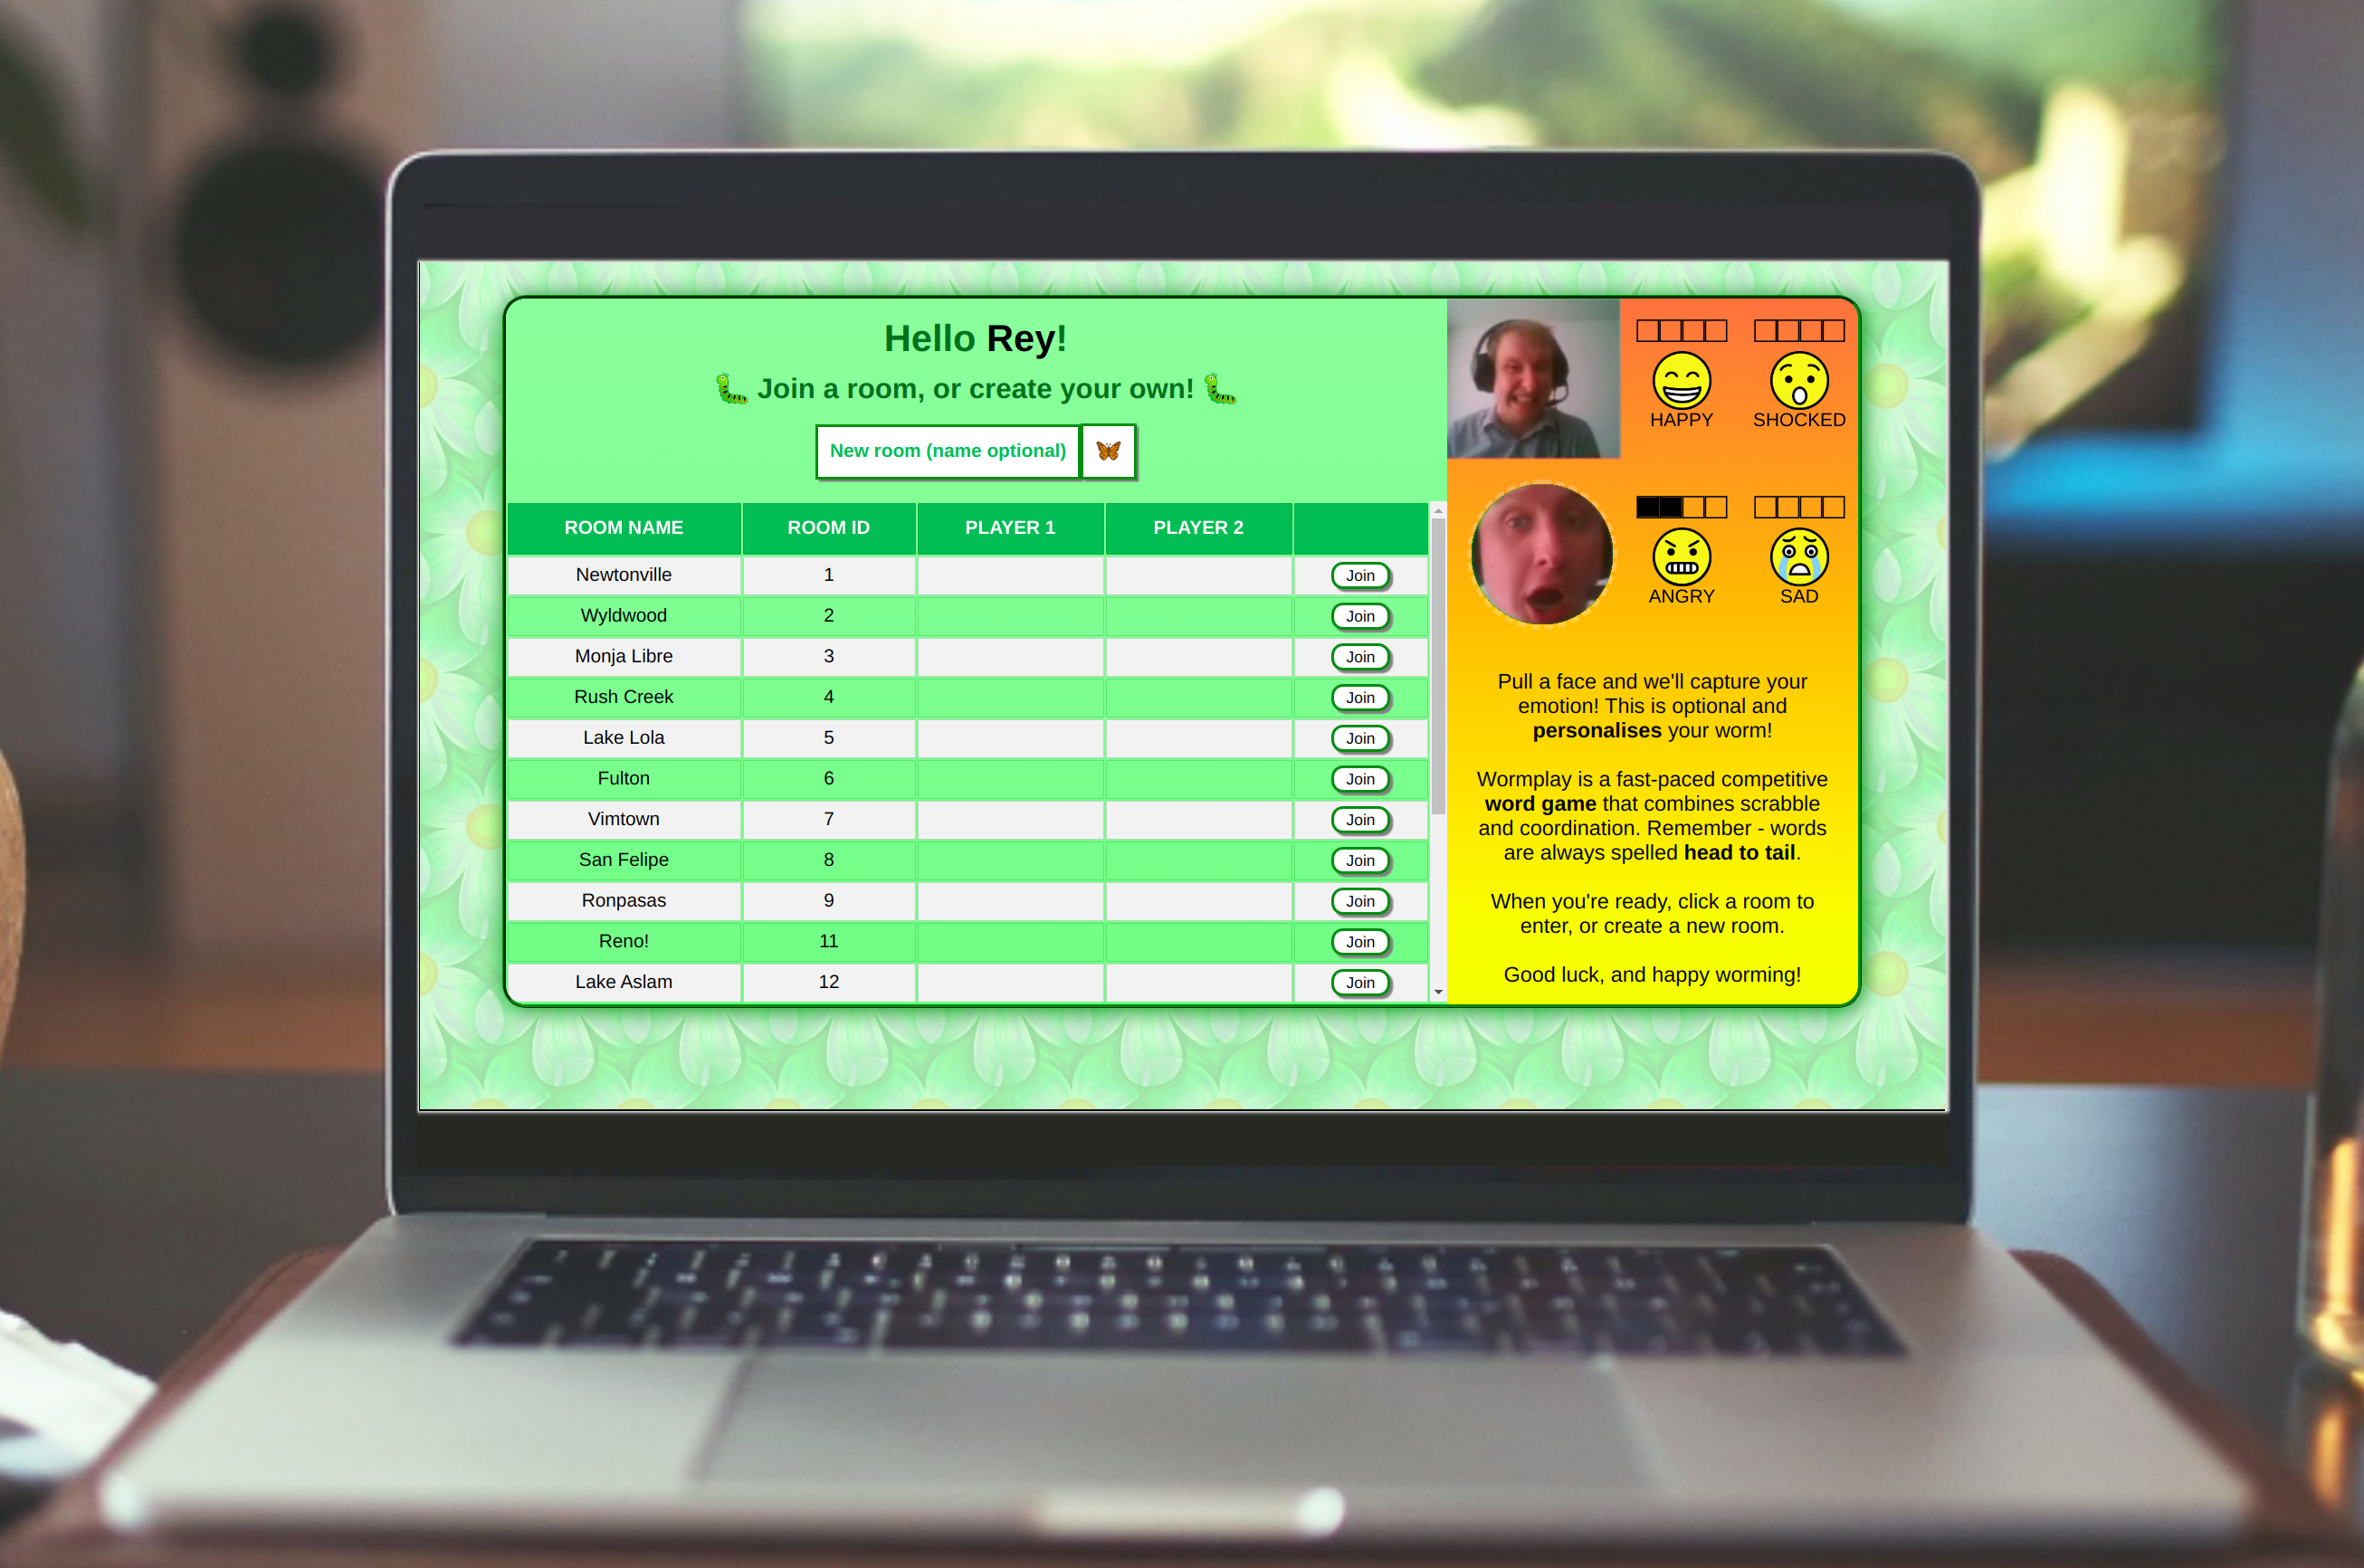 Hello Rey!
🐛 Join a room, or create your own! 🐛
New room (name optional) 🦋
ROOM NAME ROOM ID PLAYER 1 PLAYER 2
Newtonville 1 Join
Wyldwood 2 Join
Monja Libre 3 Join
Rush Creek 4 Join
Lake Lola 5 Join
Fulton 6 Join
Vimtown 7 Join
San Felipe 8 Join
Ronpasas 9 Join
Reno! 11 Join
Lake Aslam 12 Join
HAPPY SHOCKED
ANGRY SAD
Pull a face and we'll capture your
emotion! This is optional and
personalises your worm!
Wormplay is a fast-paced competitive
word game that combines scrabble
and coordination. Remember - words
are always spelled head to tail.
When you're ready, click a room to
enter, or create a new room.
Good luck, and happy worming!